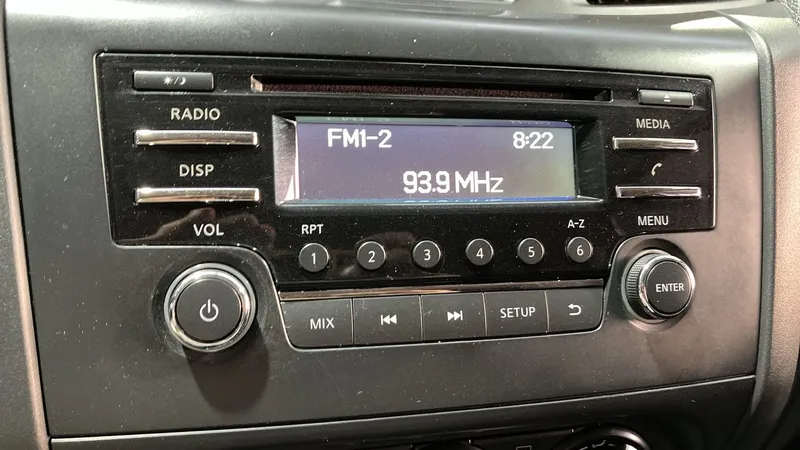 RADIO
DISP
VOL
FM1-2
8:22
93.9 MHz
MEDIA
MENU
RPT
A-Z
1
2
3
4
5
6
MIX
SETUP
ENTER